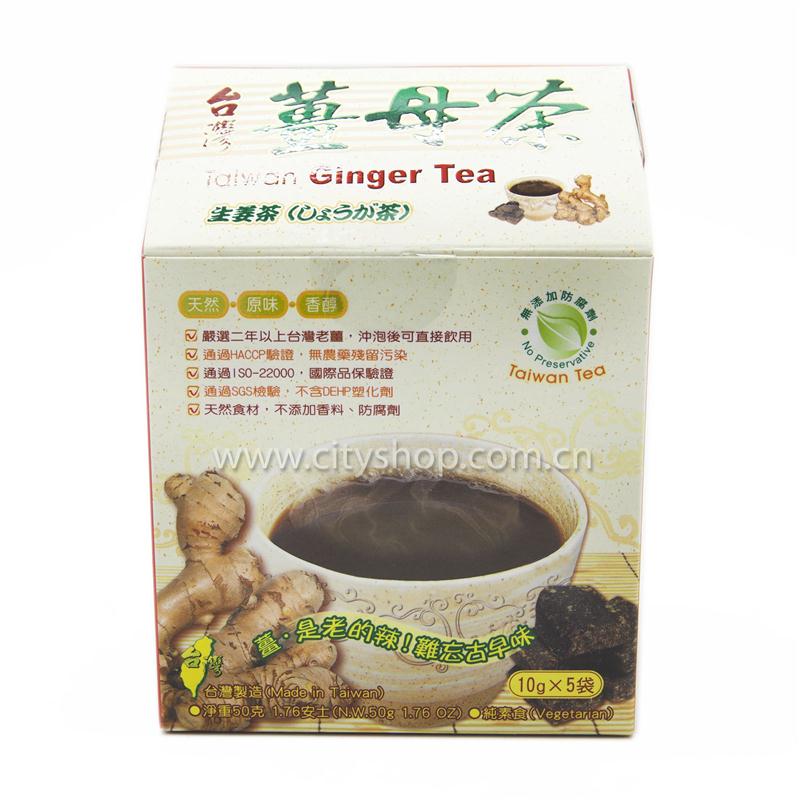 台灣 薑母茶
Taiwan Ginger Tea
生姜茶(しょうが茶)
天然・原味・香醇
嚴選二年以上台灣老薑，沖泡後可直接飲用
通過HACCP驗證，無農藥殘留污染
通過ISO-22000，國際品保驗證
通過SGS檢驗，不含DEHP.塑化劑
天然食材，不添加香料、防腐劑
無添加防腐劑
No Preservative
Taiwan Tea
www.cityshop.com.cn
薑・是老的辣！難忘古早味
台灣
台灣製造(Made in Taiwan)
10g×5袋
●淨重50克 1.76安士(N.W.50g 1.76 OZ) ●純素食(Vegetarian)